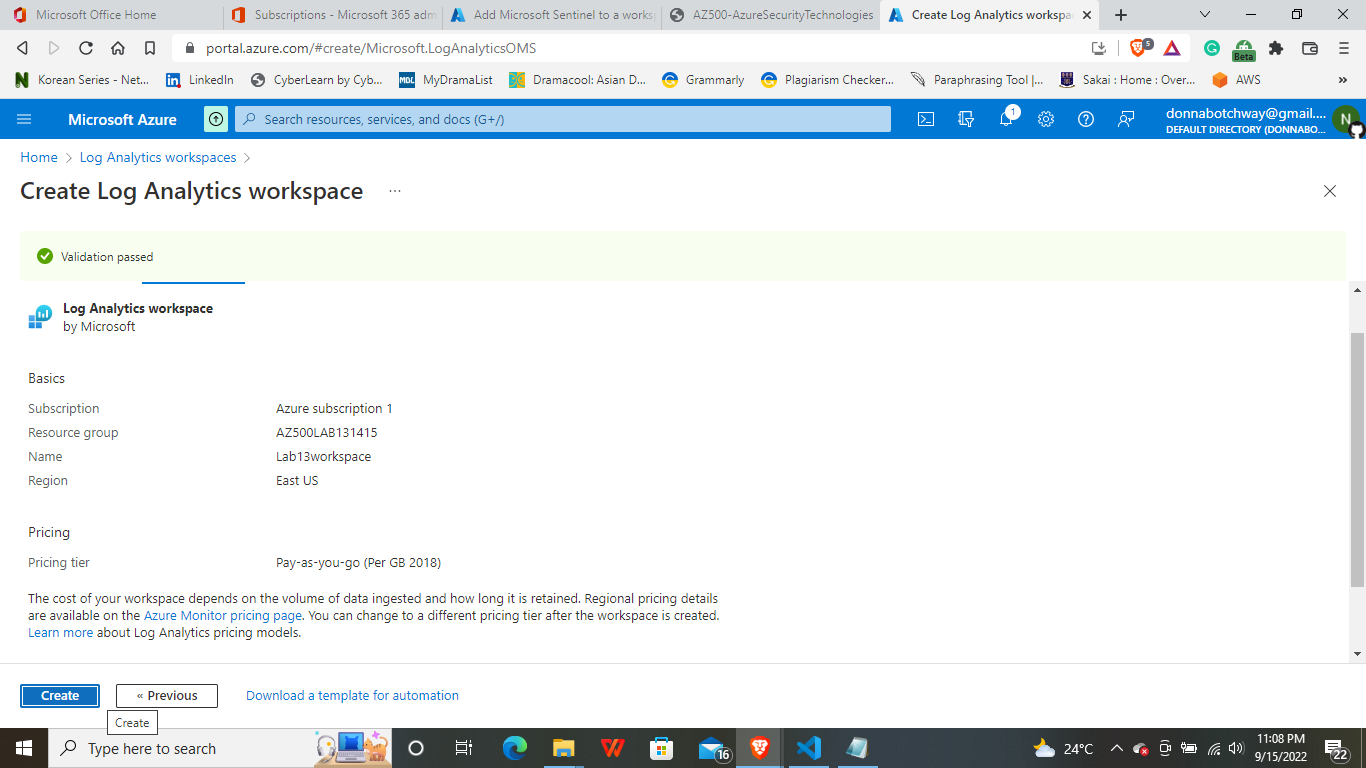 Microsoft Office Home
Subscriptions - Microsoft 365 adm
Add Microsoft Sentinel to a worksp
AZ500-AzureSecurityTechnologies
Create Log Analytics workspac
portal.azure.com/#create/Microsoft.LogAnalyticsOMS
5
Beta
Korean Series - Net...
LinkedIn
CyberLearn by Cyb...
MDL
MyDramaList
Dramacool: Asian D...
Grammarly
Plagiarism Checker...
Paraphrasing Tool |...
Sakai : Home : Over...
AWS
Microsoft Azure
Search resources, services, and docs (G+/)
1
donnabotchway@gmail....
DEFAULT DIRECTORY (DONNABO...
N
Home > Log Analytics workspaces >
Create Log Analytics workspace ...
Validation passed
Log Analytics workspace
by Microsoft
Basics
Subscription Azure subscription 1
Resource group AZ500LAB131415
Name Lab13workspace
Region East US
Pricing
Pricing tier Pay-as-you-go (Per GB 2018)
The cost of your workspace depends on the volume of data ingested and how long it is retained. Regional pricing details
are available on the Azure Monitor pricing page. You can change to a different pricing tier after the workspace is created.
Learn more about Log Analytics pricing models.
Create
« Previous
Download a template for automation
Create
Type here to search
16
24°C
11:08 PM
9/15/2022
22